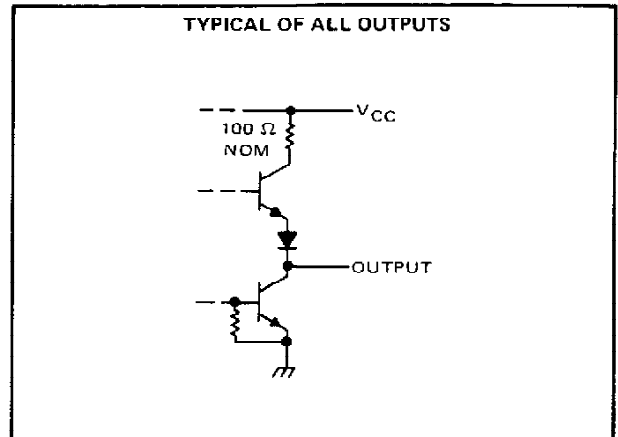 TYPICAL OF ALL OUTPUTS
VCC
100 Ω
NOM
OUTPUT